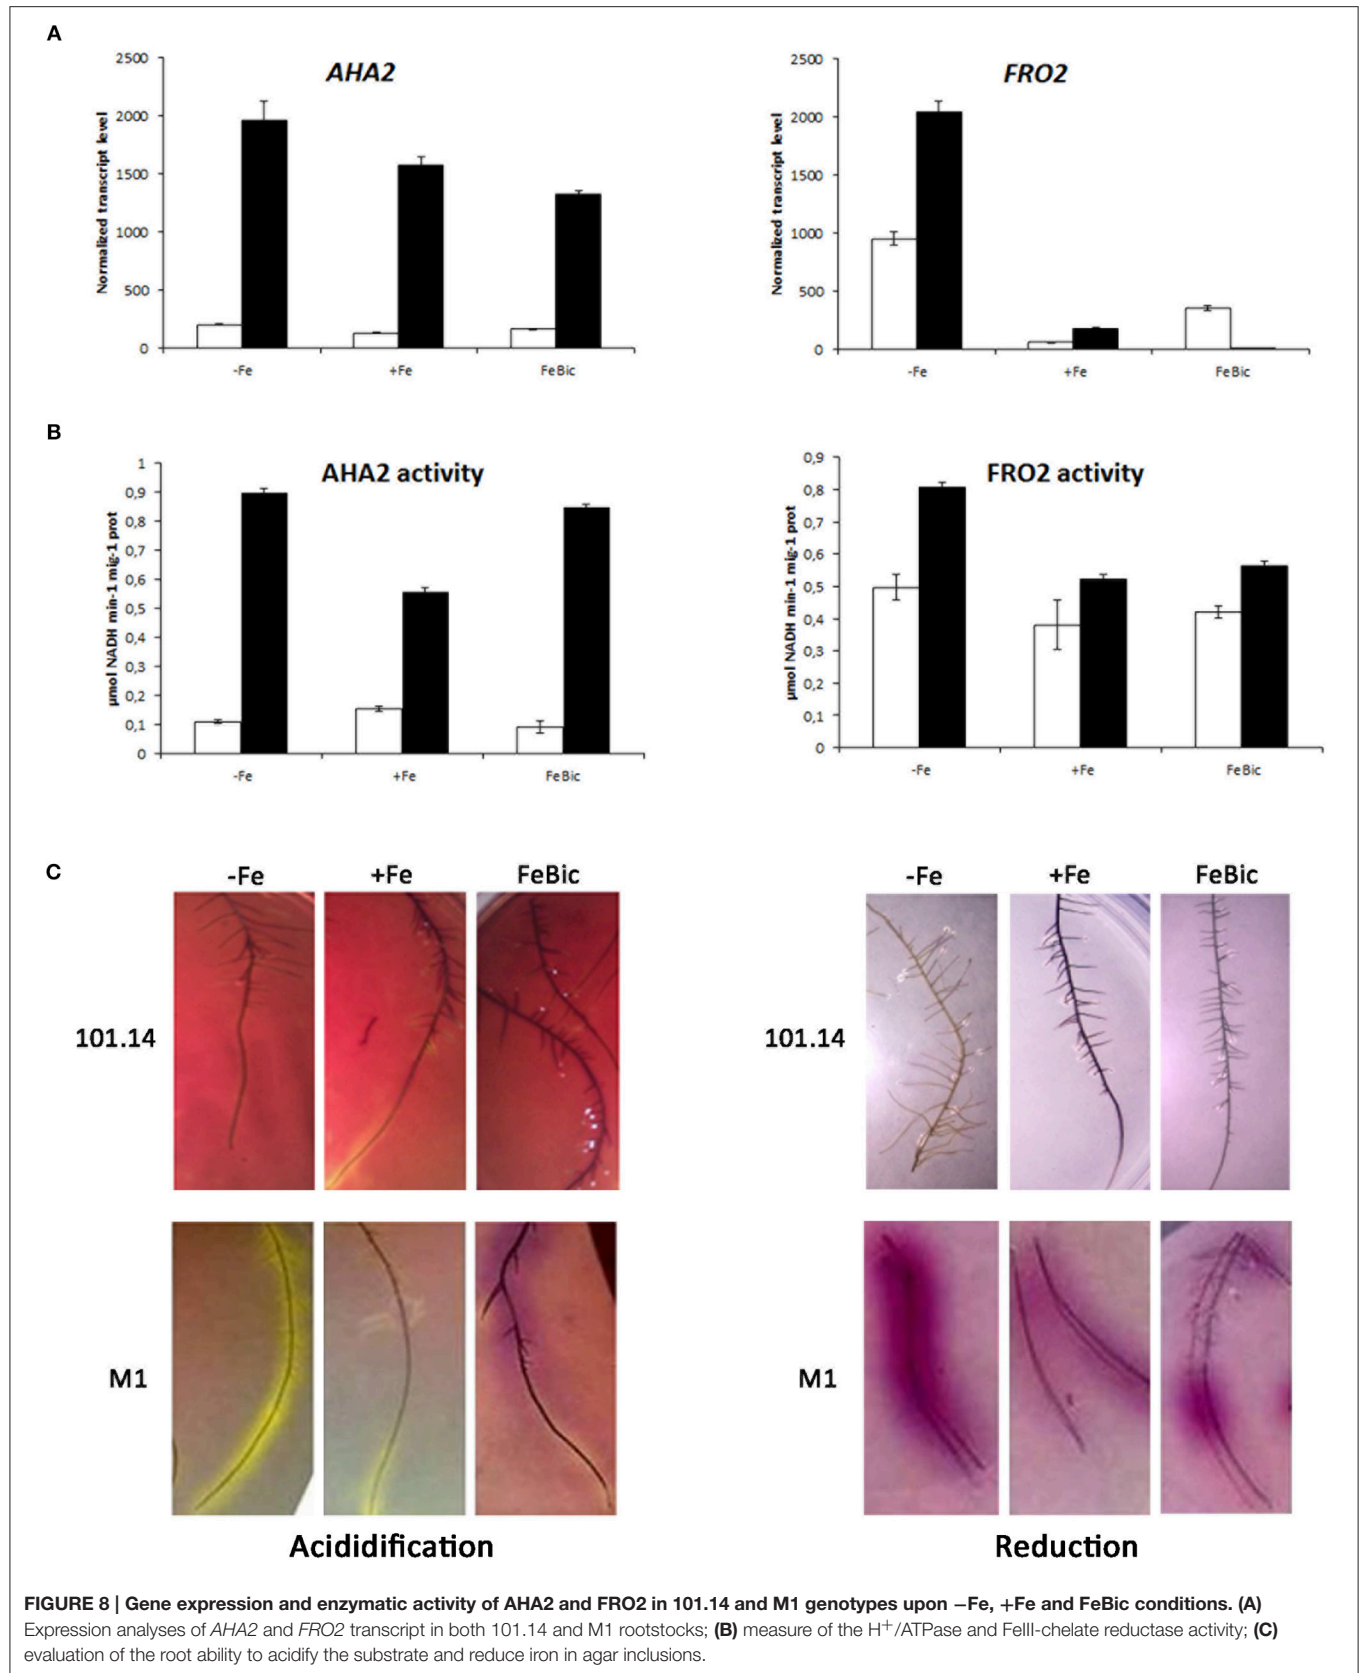 A
AHA2
Normalized transcript level
2500
2000
1500
1000
500
0
-Fe +Fe FeBic
FRO2
Normalized transcript level
2500
2000
1500
1000
500
0
-Fe +Fe FeBic
B
AHA2 activity
µmol NADH min-1 mig-1 prot
1
0,9
0,8
0,7
0,6
0,5
0,4
0,3
0,2
0,1
0
-Fe +Fe FeBic
FRO2 activity
µmol NADH min-1 mig-1 prot
0,9
0,8
0,7
0,6
0,5
0,4
0,3
0,2
0,1
0
-Fe +Fe FeBic
C
-Fe +Fe FeBic
101.14
M1
Acididification
-Fe +Fe FeBic
101.14
M1
Reduction
FIGURE 8 | Gene expression and enzymatic activity of AHA2 and FRO2 in 101.14 and M1 genotypes upon −Fe, +Fe and FeBic conditions. (A)
Expression analyses of AHA2 and FRO2 transcript in both 101.14 and M1 rootstocks; (B) measure of the H+/ATPase and FeIII-chelate reductase activity; (C)
evaluation of the root ability to acidify the substrate and reduce iron in agar inclusions.